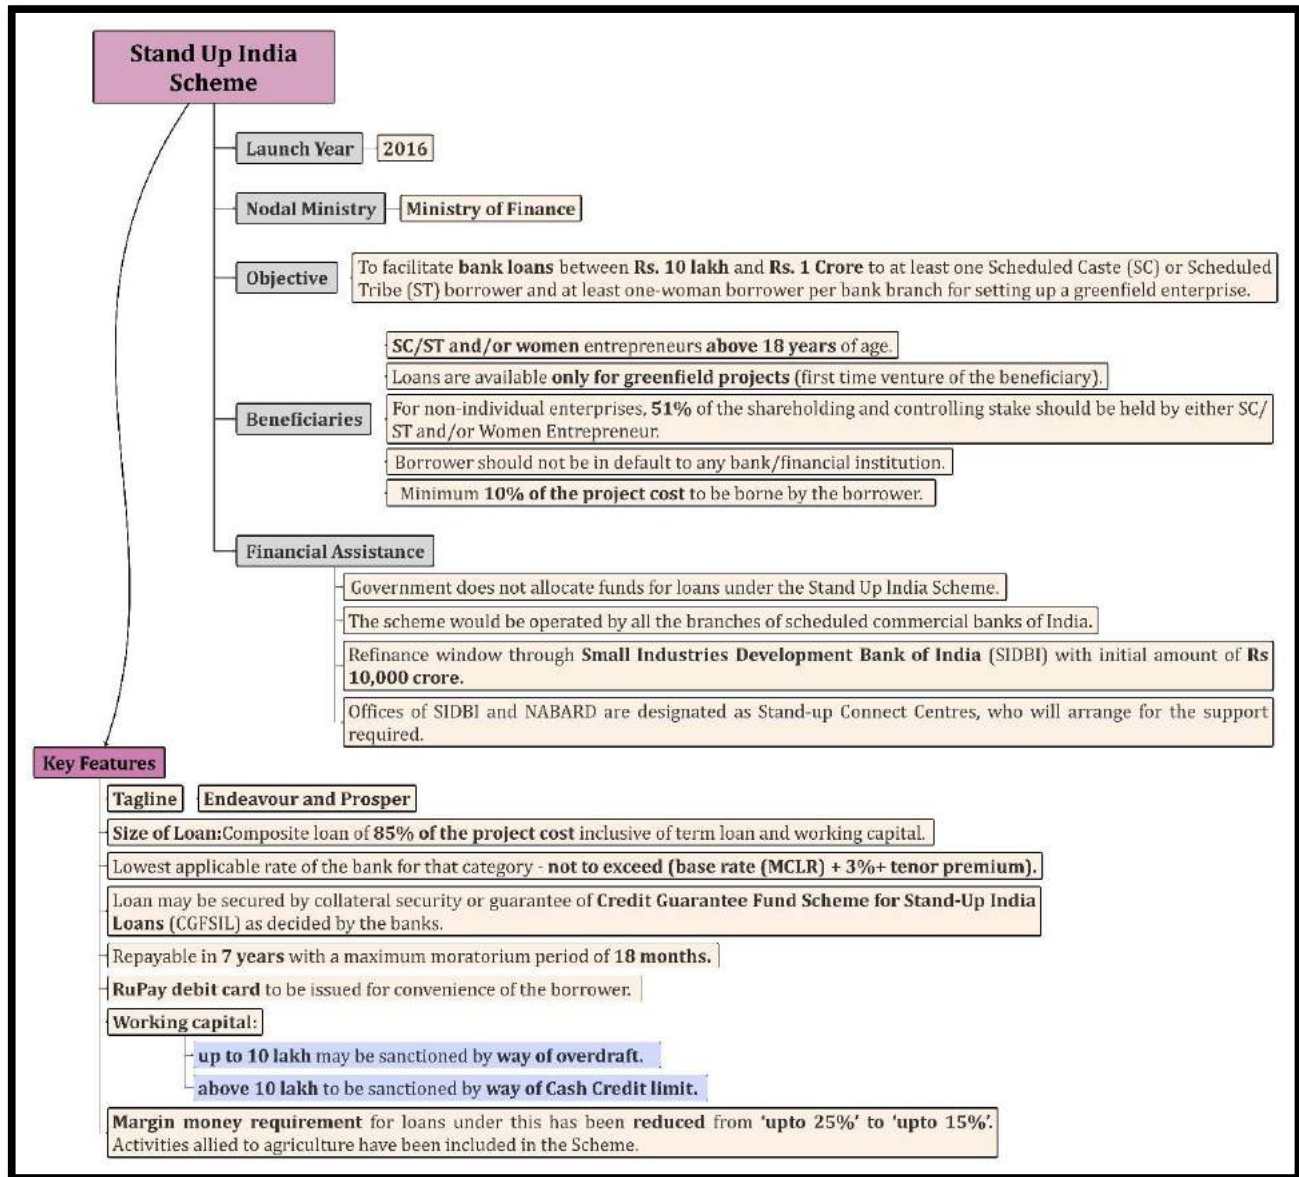 Stand Up India
Scheme
Launch Year
2016
Nodal Ministry
Ministry of Finance
Objective
To facilitate bank loans between Rs. 10 lakh and Rs. 1 Crore to at least one Scheduled Caste (SC) or Scheduled
Tribe (ST) borrower and at least one-woman borrower per bank branch for setting up a greenfield enterprise.
Beneficiaries
SC/ST and/or women entrepreneurs above 18 years of age.
Loans are available only for greenfield projects (first time venture of the beneficiary).
For non-individual enterprises, 51% of the shareholding and controlling stake should be held by either SC/
ST and/or Women Entrepreneur.
Borrower should not be in default to any bank/financial institution.
Minimum 10% of the project cost to be borne by the borrower.
Financial Assistance
Government does not allocate funds for loans under the Stand Up India Scheme.
The scheme would be operated by all the branches of scheduled commercial banks of India.
Refinance window through Small Industries Development Bank of India (SIDBI) with initial amount of Rs
10,000 crore.
Offices of SIDBI and NABARD are designated as Stand-up Connect Centres, who will arrange for the support
required.
Key Features
Tagline
Endeavour and Prosper
Size of Loan:Composite loan of 85% of the project cost inclusive of term loan and working capital.
Lowest applicable rate of the bank for that category - not to exceed (base rate (MCLR) + 3%+ tenor premium).
Loan may be secured by collateral security or guarantee of Credit Guarantee Fund Scheme for Stand-Up India
Loans (CGFSIL) as decided by the banks.
Repayable in 7 years with a maximum moratorium period of 18 months.
RuPay debit card to be issued for convenience of the borrower.
Working capital:
up to 10 lakh may be sanctioned by way of overdraft.
above 10 lakh to be sanctioned by way of Cash Credit limit.
Margin money requirement for loans under this has been reduced from ‘upto 25%’ to ‘upto 15%’.
Activities allied to agriculture have been included in the Scheme.